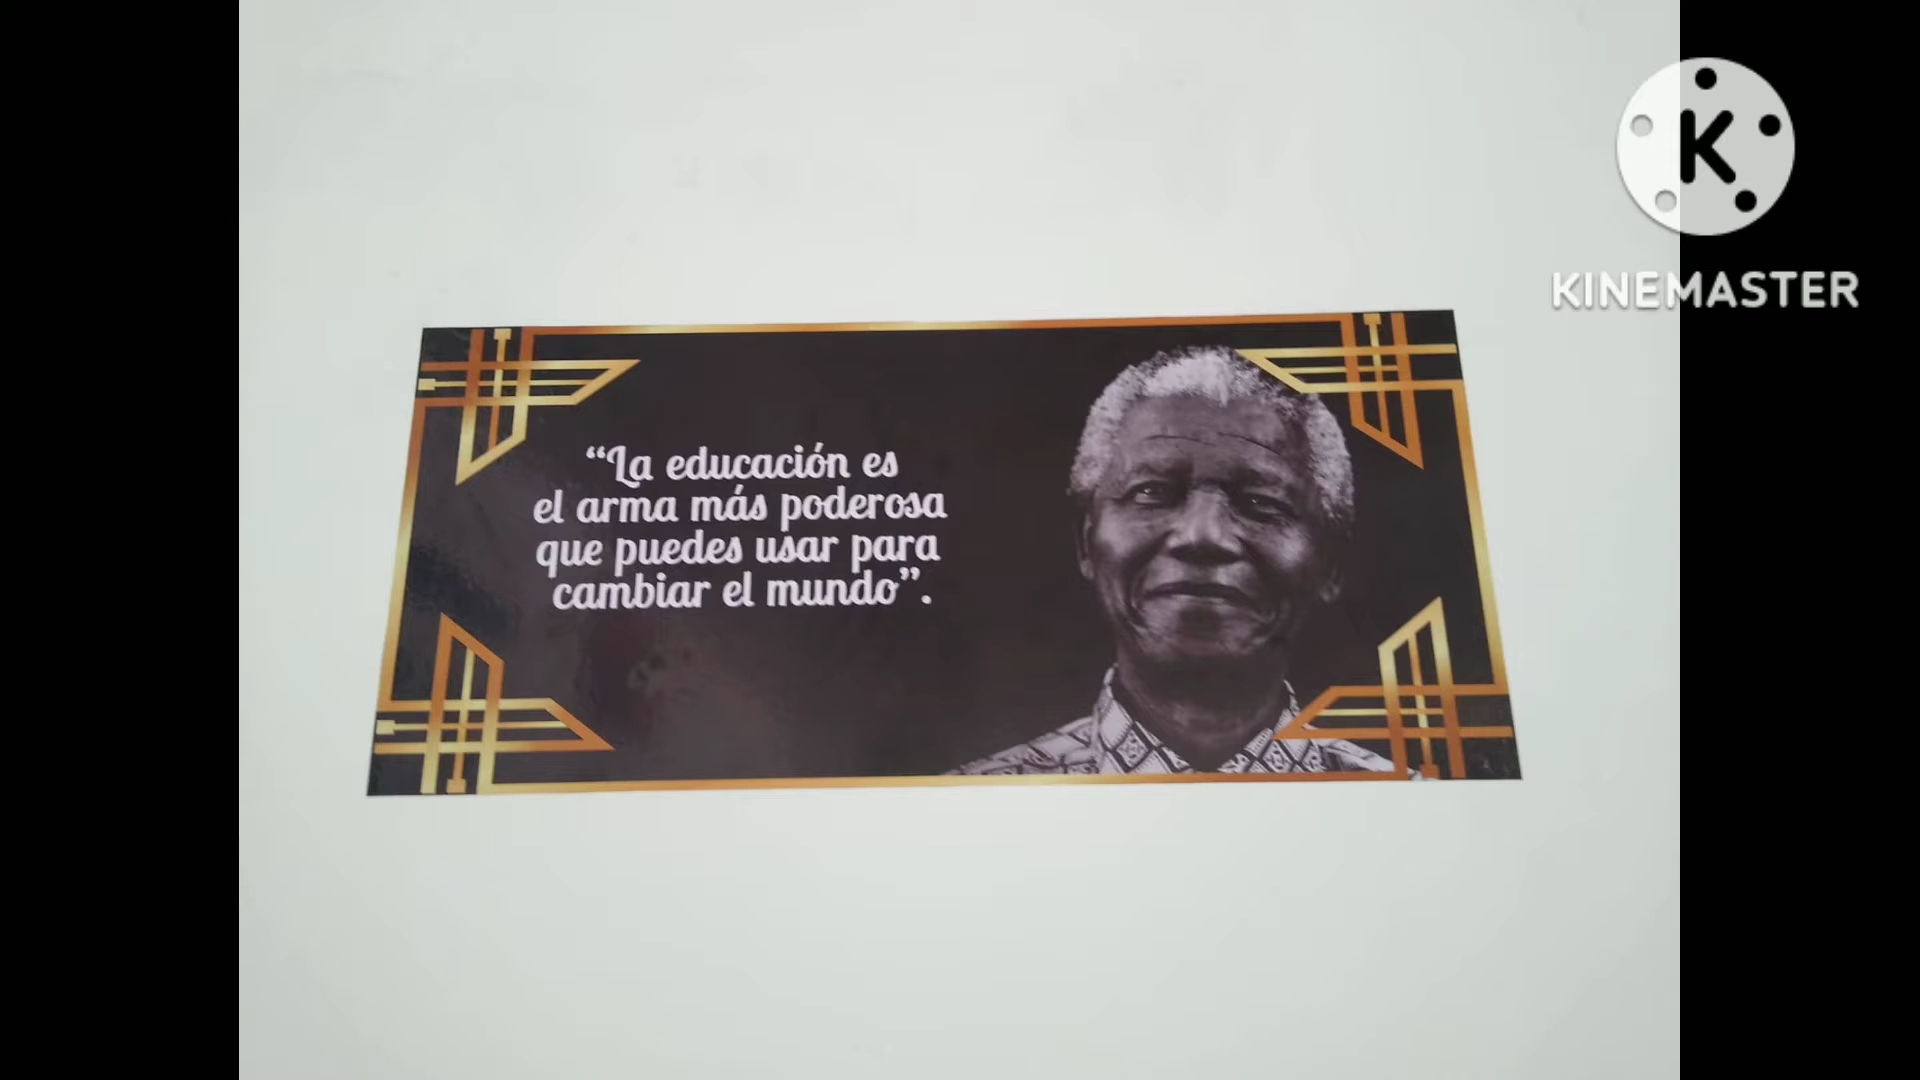 “La educación es
el arma más poderosa
que puedes usar para
cambiar el mundo”.
K
KINEMASTER